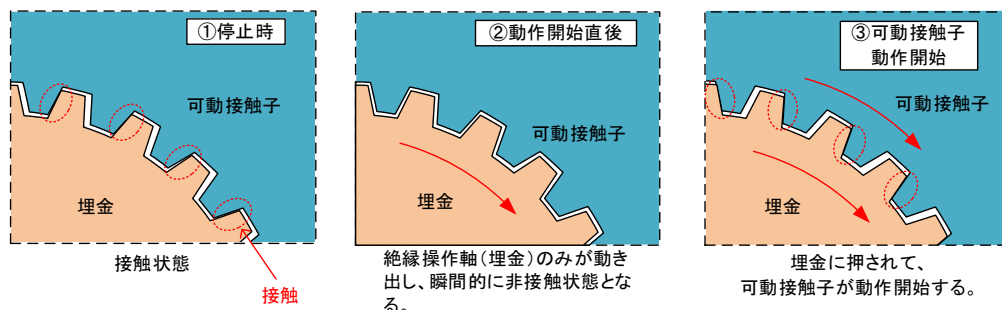 ①停止時
可動接触子
埋金
接触状態
接触
②動作開始直後
可動接触子
埋金
絶縁操作軸(埋金)のみが動き
出し、瞬間的に非接触状態とな
る。
③可動接触子
動作開始
可動接触子
埋金
埋金に押されて、
可動接触子が動作開始する。